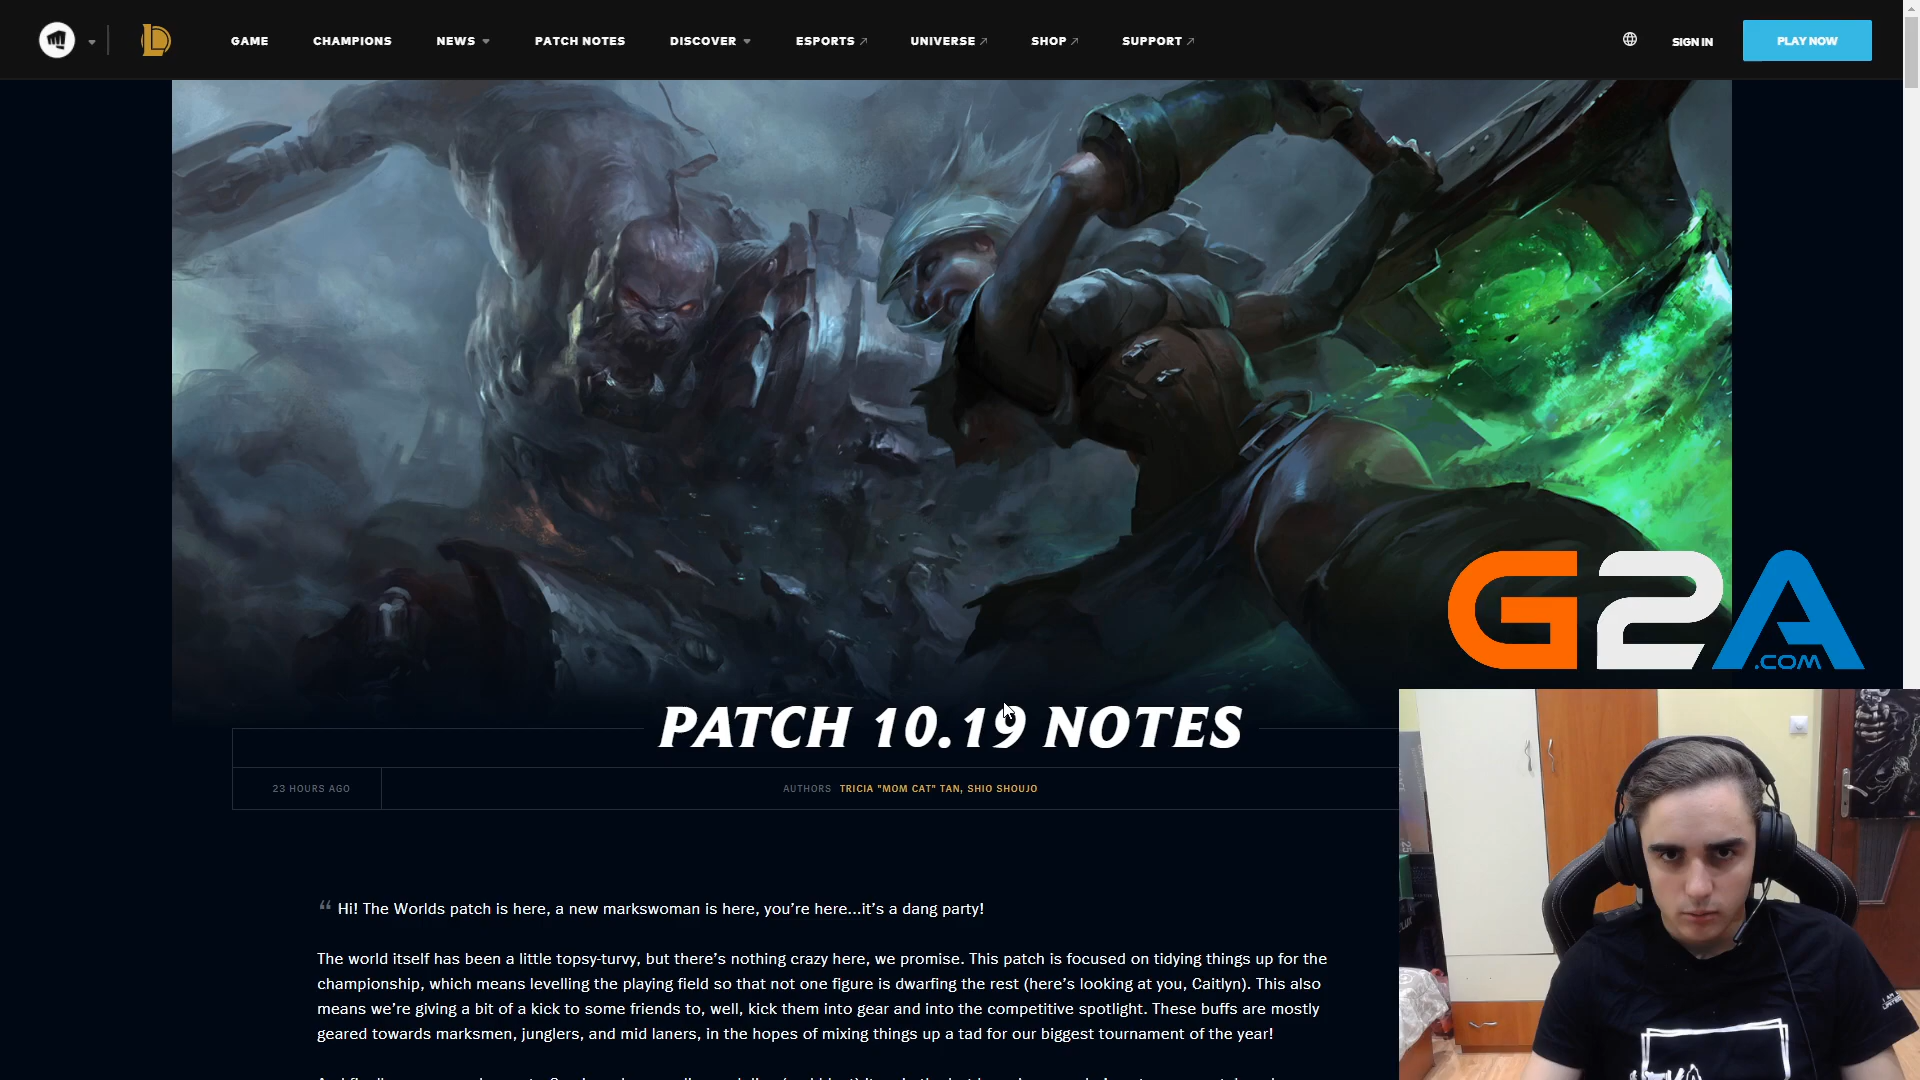 GAME
CHAMPIONS
NEWS
PATCH NOTES
DISCOVER
ESPORTS
UNIVERSE
SHOP
SUPPORT
SIGN IN
PLAY NOW
G2A
.COM
PATCH 10.19 NOTES
23 HOURS AGO
AUTHORS TRICIA "MOM CAT" TAN, SHIO SHOUJO
“ Hi! The Worlds patch is here, a new markswoman is here, you’re here...it’s a dang party!
The world itself has been a little topsy-turvy, but there’s nothing crazy here, we promise. This patch is focused on tidying things up for the
championship, which means levelling the playing field so that not one figure is dwarfing the rest (here’s looking at you, Caitlyn). This also
means we’re giving a bit of a kick to some friends to, well, kick them into gear and into the competitive spotlight. These buffs are mostly
geared towards marksmen, junglers, and mid laners, in the hopes of mixing things up a tad for our biggest tournament of the year!